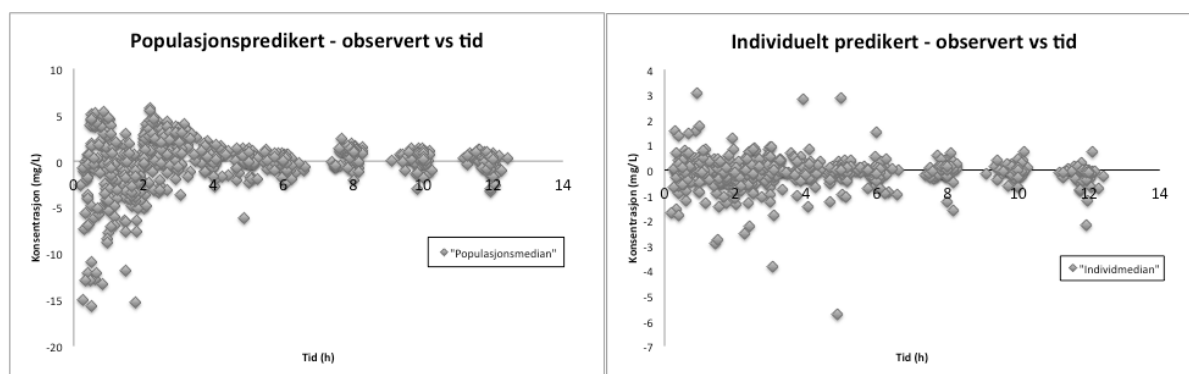 Populasjonspredikert - observert vs tid
10
5
0
-5
-10
-15
-20
0 2 4 6 8 10 12 14
Konsentrasjon (mg/L)
Tid (h)
"Populasjonsmedian"
Individuelt predikert - observert vs tid
4
3
2
1
0
-1
-2
-3
-4
-5
-6
-7
0 2 4 6 8 10 12 14
Konsentrasjon (mg/L)
Tid (h)
"Individmedian"